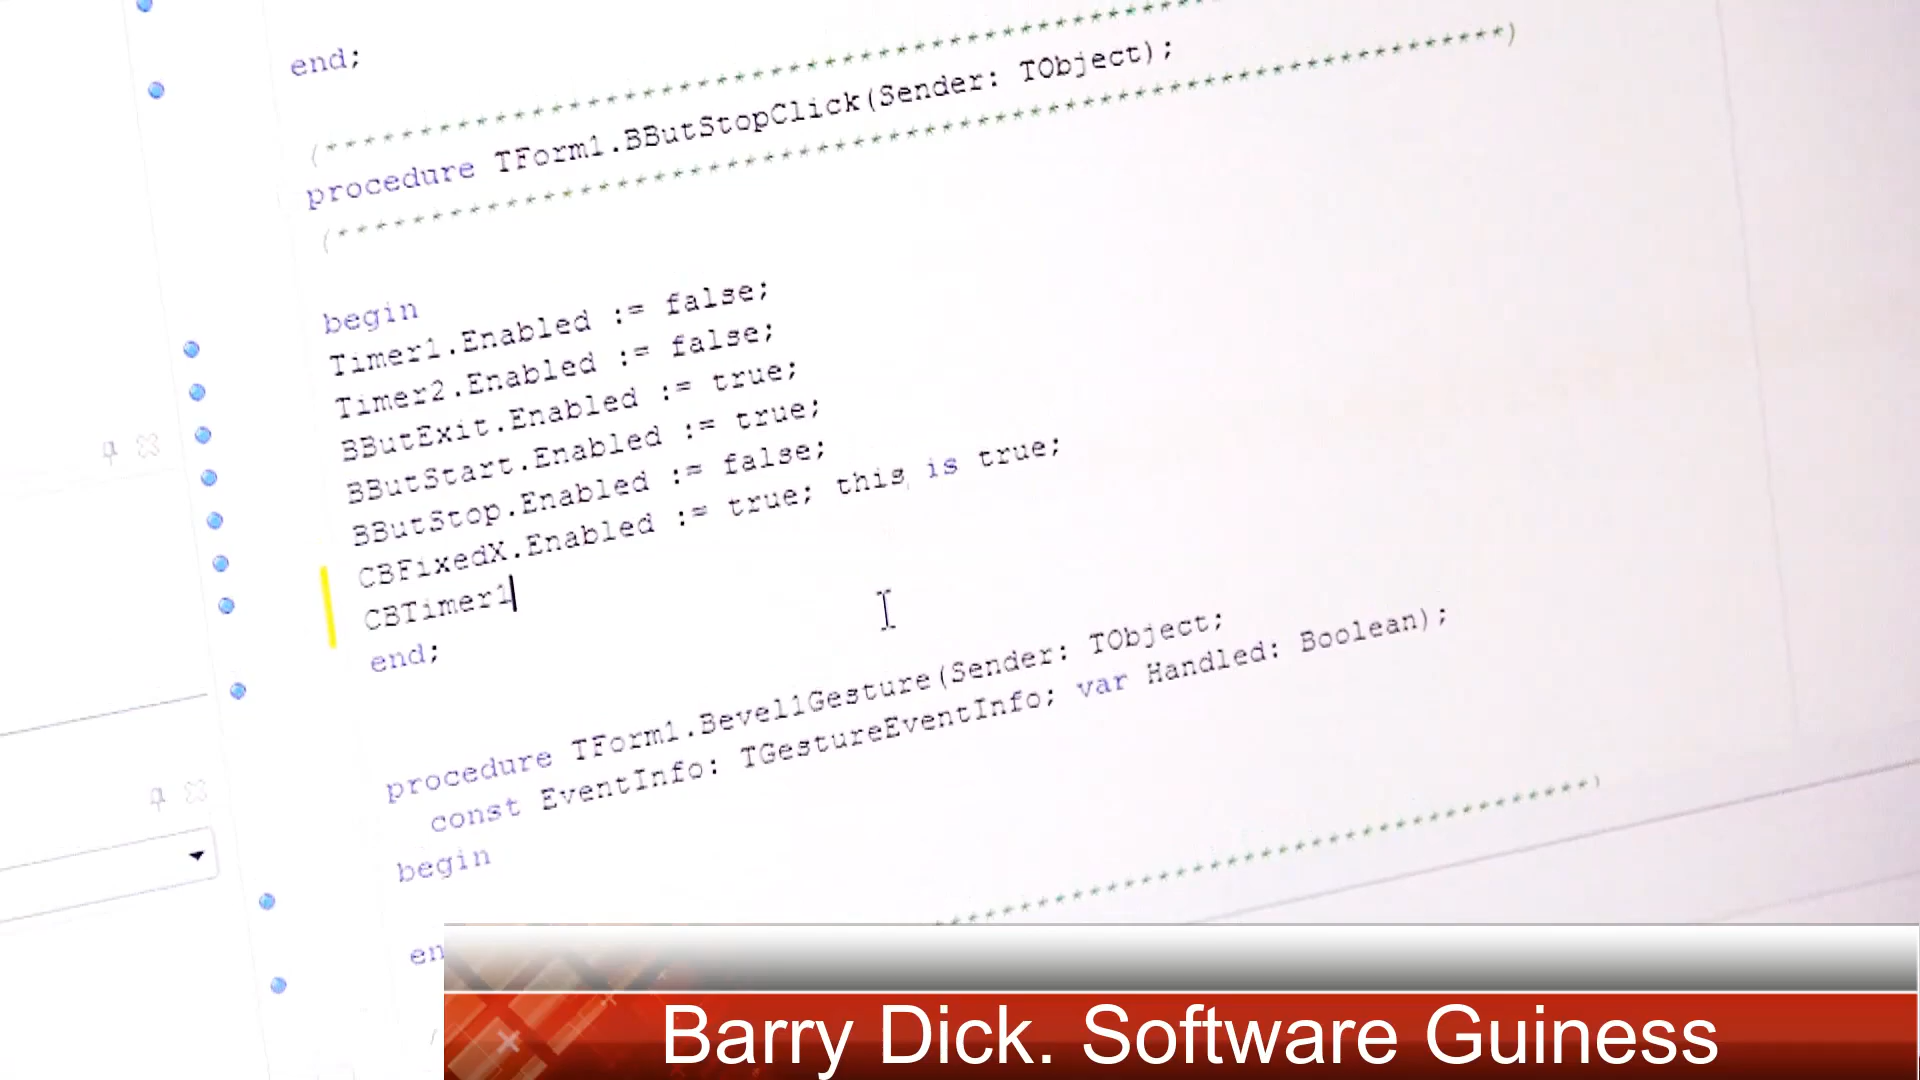 end;
(****************************************************
procedure TForm1.BButStopClick(Sender: TObject);
(****************************************************************)
begin
Timer1.Enabled := false;
Timer2.Enabled := false;
BButExit.Enabled := true;
BButStart.Enabled := true;
BButStop.Enabled := false;
CBFixedX.Enabled := true; this is true;
CBTimer1
end;
procedure TForm1.Bevel1Gesture(Sender: TObject;
const EventInfo: TGestureEventInfo; var Handled: Boolean);
begin
en
Barry Dick. Software Guiness